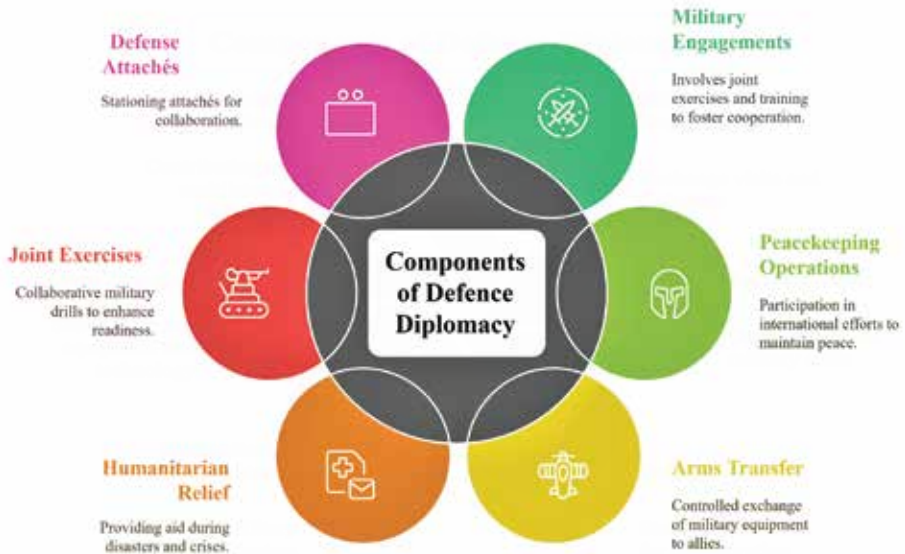 Defense
Attachés
Stationing attachés for
collaboration.
Military
Engagements
Involves joint
exercises and training
to foster cooperation.
Joint Exercises
Collaborative military
drills to enhance
readiness.
Components
of Defence
Diplomacy
Peacekeeping
Operations
Participation in
international efforts to
maintain peace.
Humanitarian
Relief
Providing aid during
disasters and crises.
Arms Transfer
Controlled exchange
of military equipment
to allies.